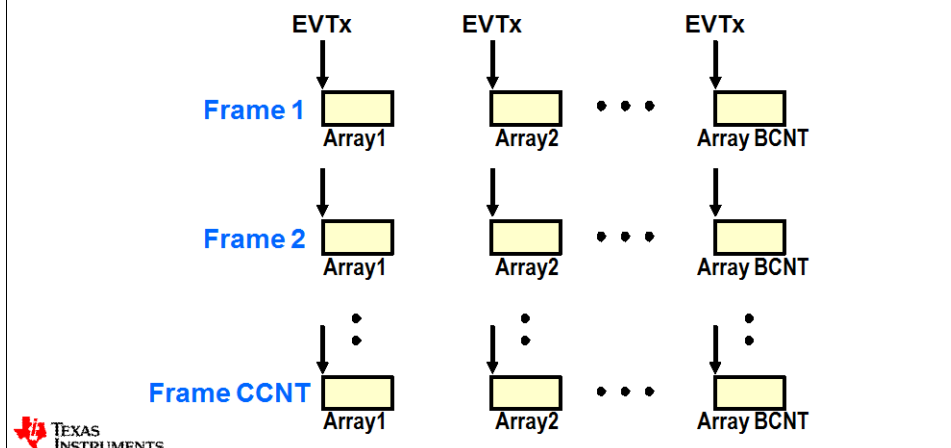 EVTx EVTx EVTx
Frame 1
Array1 Array2 Array BCNT
Frame 2
Array1 Array2 Array BCNT
Frame CCNT
Array1 Array2 Array BCNT
TEXAS
INSTRUMENTS